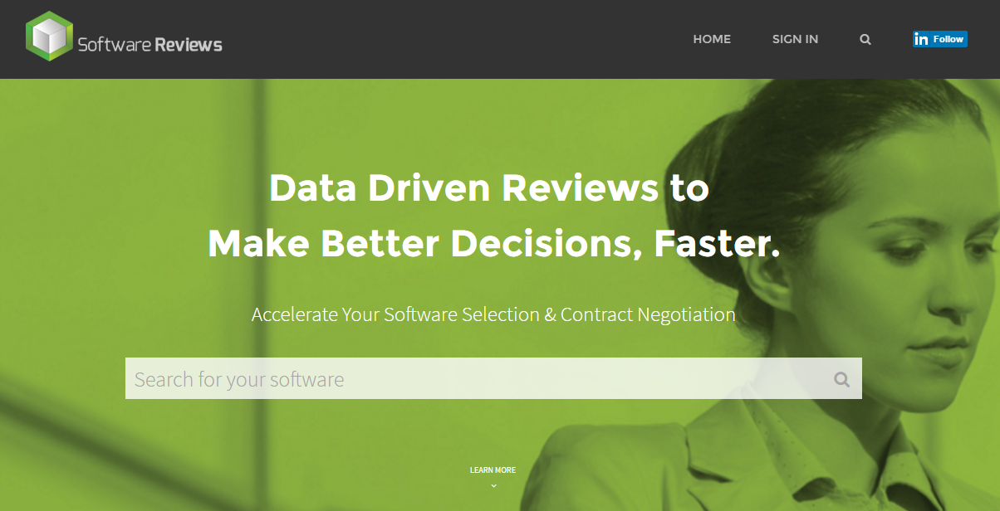 Software Reviews
HOME
SIGN IN
in Follow
Data Driven Reviews to
Make Better Decisions, Faster.
Accelerate Your Software Selection & Contract Negotiation
Search for your software
LEARN MORE